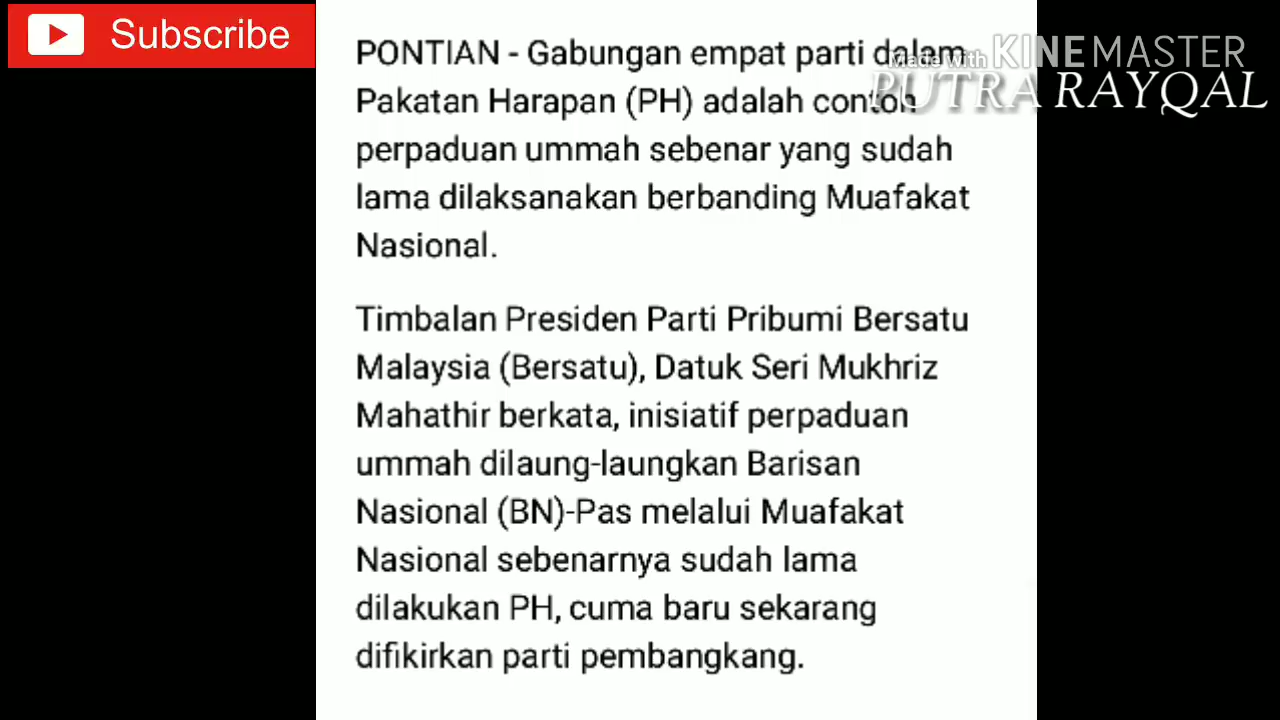 Subscribe
Made with KINEMASTER
PUTRA RAYQAL
PONTIAN - Gabungan empat parti dalam
Pakatan Harapan (PH) adalah contoh
perpaduan ummah sebenar yang sudah
lama dilaksanakan berbanding Muafakat
Nasional.
Timbalan Presiden Parti Pribumi Bersatu
Malaysia (Bersatu), Datuk Seri Mukhriz
Mahathir berkata, inisiatif perpaduan
ummah dilaung-laungkan Barisan
Nasional (BN)-Pas melalui Muafakat
Nasional sebenarnya sudah lama
dilakukan PH, cuma baru sekarang
difikirkan parti pembangkang.